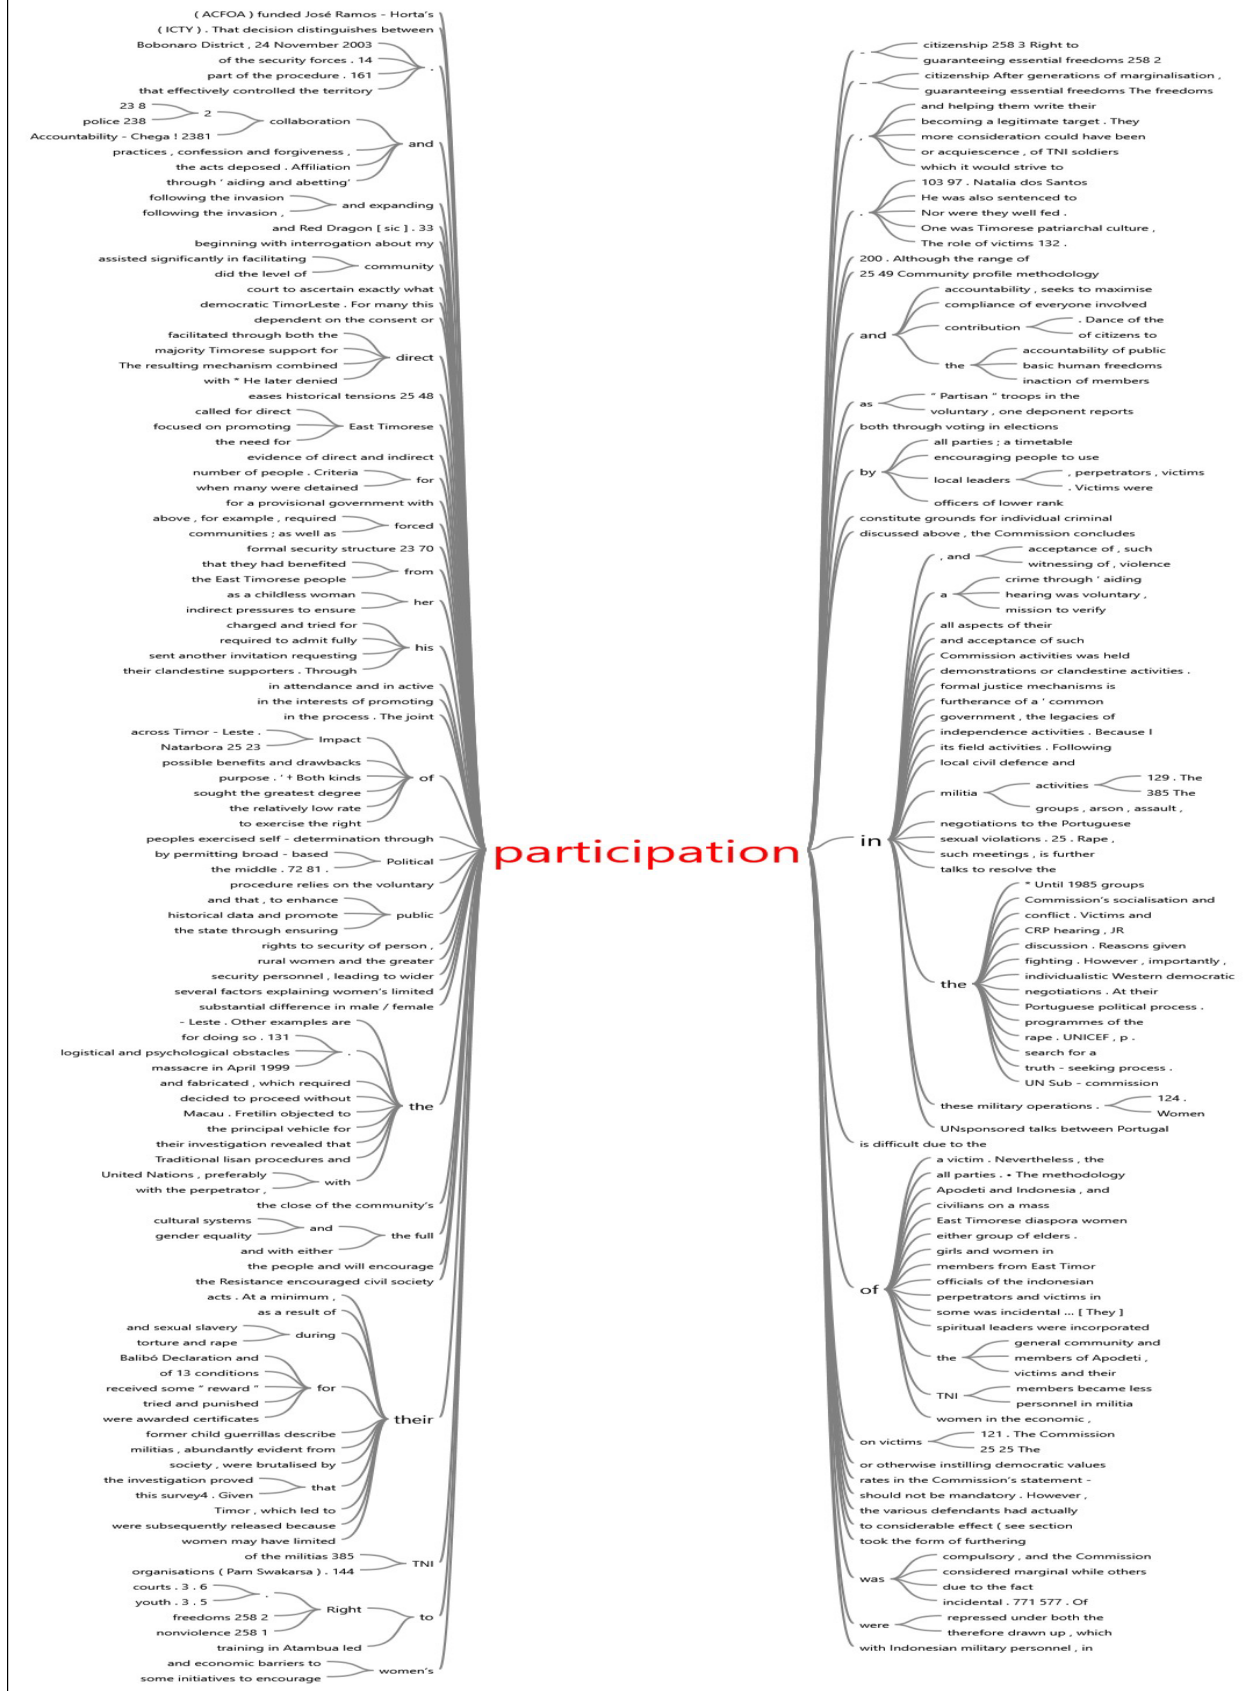 ( ACFOA ) funded José Ramos - Horta's
( ICTY ) . That decision distinguishes between
Bobonaro District , 24 November 2003
of the security forces . 14
part of the procedure . 161
that effectively controlled the territory
.
23 8
police 238
2
Accountability - Chega ! 2381
collaboration
practices , confession and forgiveness ,
the acts deposed . Affiliation
through ‘ aiding and abetting’
and
following the invasion
following the invasion ,
and expanding
and Red Dragon [ sic ] . 33
beginning with interrogation about my
assisted significantly in facilitating
did the level of
community
court to ascertain exactly what
democratic TimorLeste . For many this
dependent on the consent or
facilitated through both the
majority Timorese support for
The resulting mechanism combined
with * He later denied
direct
eases historical tensions 25 48
called for direct
focused on promoting
the need for
East Timorese
evidence of direct and indirect
number of people . Criteria
when many were detained
for
for a provisional government with
above , for example , required
communities ; as well as
forced
formal security structure 23 70
that they had benefited
the East Timorese people
from
as a childless woman
indirect pressures to ensure
her
charged and tried for
required to admit fully
sent another invitation requesting
their clandestine supporters . Through
his
in attendance and in active
in the interests of promoting
in the process . The joint
across Timor - Leste .
Natarbora 25 23
Impact
possible benefits and drawbacks
purpose . ‘ + Both kinds
sought the greatest degree
the relatively low rate
to exercise the right
of
peoples exercised self - determination through
by permitting broad - based
the middle . 72 81 .
Political
procedure relies on the voluntary
and that , to enhance
historical data and promote
the state through ensuring
public
rights to security of person ,
rural women and the greater
security personnel , leading to wider
several factors explaining women's limited
substantial difference in male / female
- Leste . Other examples are
for doing so . 131
logistical and psychological obstacles
massacre in April 1999
.
and fabricated , which required
decided to proceed without
Macau . Fretilin objected to
the principal vehicle for
their investigation revealed that
Traditional lisan procedures and
United Nations , preferably
with the perpetrator ,
with
the
the close of the community's
cultural systems
gender equality
and
and with either
the full
the people and will encourage
the Resistance encouraged civil society
acts . At a minimum ,
as a result of
and sexual slavery
torture and rape
during
Balibó Declaration and
of 13 conditions
received some “ reward ”
tried and punished
were awarded certificates
for
former child guerrillas describe
militias , abundantly evident from
society , were brutalised by
the investigation proved
this survey4 . Given
that
Timor , which led to
were subsequently released because
women may have limited
their
of the militias 385
organisations ( Pam Swakarsa ) . 144
TNI
courts . 3 . 6
youth . 3 . 5
.
freedoms 258 2
nonviolence 258 1
Right
training in Atambua led
to
and economic barriers to
some initiatives to encourage
women's
participation
-
citizenship 258 3 Right to
guaranteeing essential freedoms 258 2
–
citizenship After generations of marginalisation ,
guaranteeing essential freedoms The freedoms
,
and helping them write their
becoming a legitimate target . They
more consideration could have been
or acquiescence , of TNI soldiers
which it would strive to
.
103 97 . Natalia dos Santos
He was also sentenced to
Nor were they well fed .
One was Timorese patriarchal culture ,
The role of victims 132 .
200 . Although the range of
25 49 Community profile methodology
and
accountability , seeks to maximise
compliance of everyone involved
contribution
. Dance of the
of citizens to
the
accountability of public
basic human freedoms
inaction of members
as
“ Partisan ” troops in the
voluntary , one deponent reports
both through voting in elections
by
all parties ; a timetable
encouraging people to use
local leaders
, perpetrators , victims
. Victims were
officers of lower rank
constitute grounds for individual criminal
discussed above , the Commission concludes
in
, and
acceptance of , such
witnessing of , violence
a
crime through ‘ aiding
hearing was voluntary ,
mission to verify
all aspects of their
and acceptance of such
Commission activities was held
demonstrations or clandestine activities .
formal justice mechanisms is
furtherance of a ‘ common
government , the legacies of
independence activities . Because I
its field activities . Following
local civil defence and
militia
activities
129 . The
385 The
groups , arson , assault ,
negotiations to the Portuguese
sexual violations . 25 . Rape ,
such meetings , is further
talks to resolve the
the
* Until 1985 groups
Commission's socialisation and
conflict . Victims and
CRP hearing , JR
discussion . Reasons given
fighting . However , importantly ,
individualistic Western democratic
negotiations . At their
Portuguese political process .
programmes of the
rape . UNICEF , p .
search for a
truth - seeking process .
UN Sub - commission
these military operations .
124 .
Women
UNsponsored talks between Portugal
is difficult due to the
of
a victim . Nevertheless , the
all parties . • The methodology
Apodeti and Indonesia , and
civilians on a mass
East Timorese diaspora women
either group of elders .
girls and women in
members from East Timor
officials of the indonesian
perpetrators and victims in
some was incidental ... [ They ]
spiritual leaders were incorporated
the
general community and
members of Apodeti ,
victims and their
TNI
members became less
personnel in militia
women in the economic ,
on victims
121 . The Commission
25 25 The
or otherwise instilling democratic values
rates in the Commission's statement -
should not be mandatory . However ,
the various defendants had actually
to considerable effect ( see section
took the form of furthering
was
compulsory , and the Commission
considered marginal while others
due to the fact
incidental . 771 577 . Of
were
repressed under both the
therefore drawn up , which
with Indonesian military personnel , in